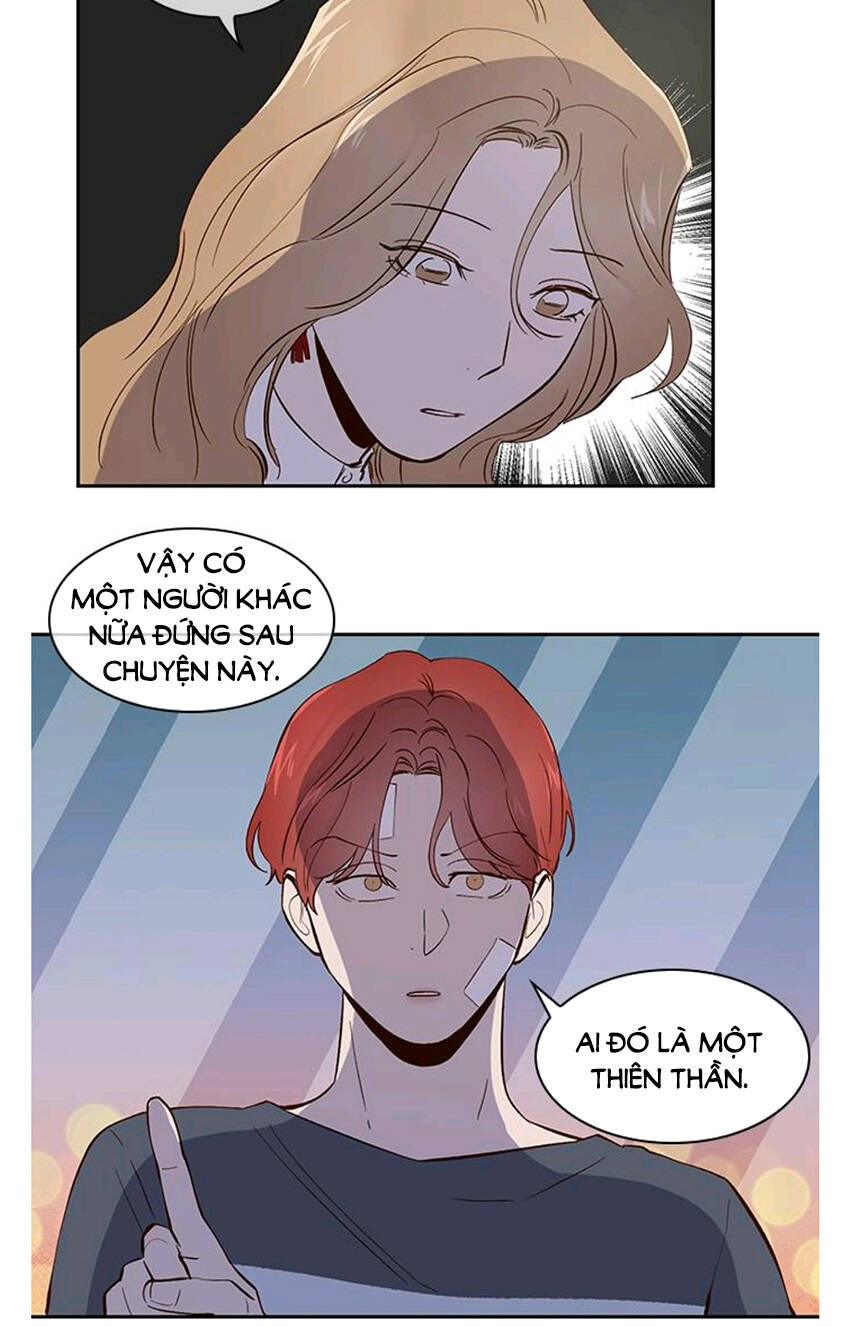 VẬY CÓ
MỘT NGƯỜI KHÁC
NỮA ĐỨNG SAU
CHUYỆN NÀY.
AI ĐÓ LÀ MỘT
THIÊN THẦN.